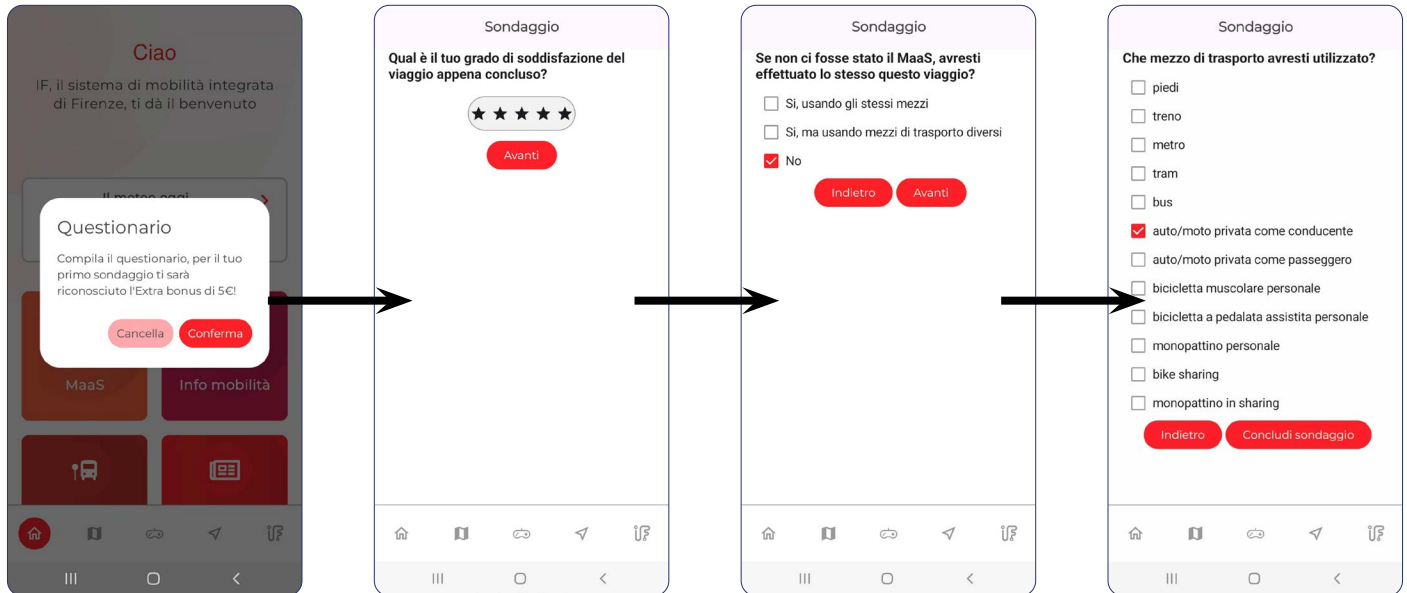 Ciao
IF, il sistema di mobilità integrata
di Firenze, ti dà il benvenuto
Il meteo oggi
Questionario
Compila il questionario, per il tuo
primo sondaggio ti sarà
riconosciuto l'Extra bonus di 5€!
Cancella Conferma
MaaS Info mobilità
Sondaggio
Qual è il tuo grado di soddisfazione del
viaggio appena concluso?
Avanti
iF
Sondaggio
Se non ci fosse stato il MaaS, avresti
effettuato lo stesso questo viaggio?
Si, usando gli stessi mezzi
Si, ma usando mezzi di trasporto diversi
No
Indietro Avanti
iF
Sondaggio
Che mezzo di trasporto avresti utilizzato?
piedi
treno
metro
tram
bus
auto/moto privata come conducente
auto/moto privata come passeggero
bicicletta muscolare personale
bicicletta a pedalata assistita personale
monopattino personale
bike sharing
monopattino in sharing
Indietro Concludi sondaggio
iF